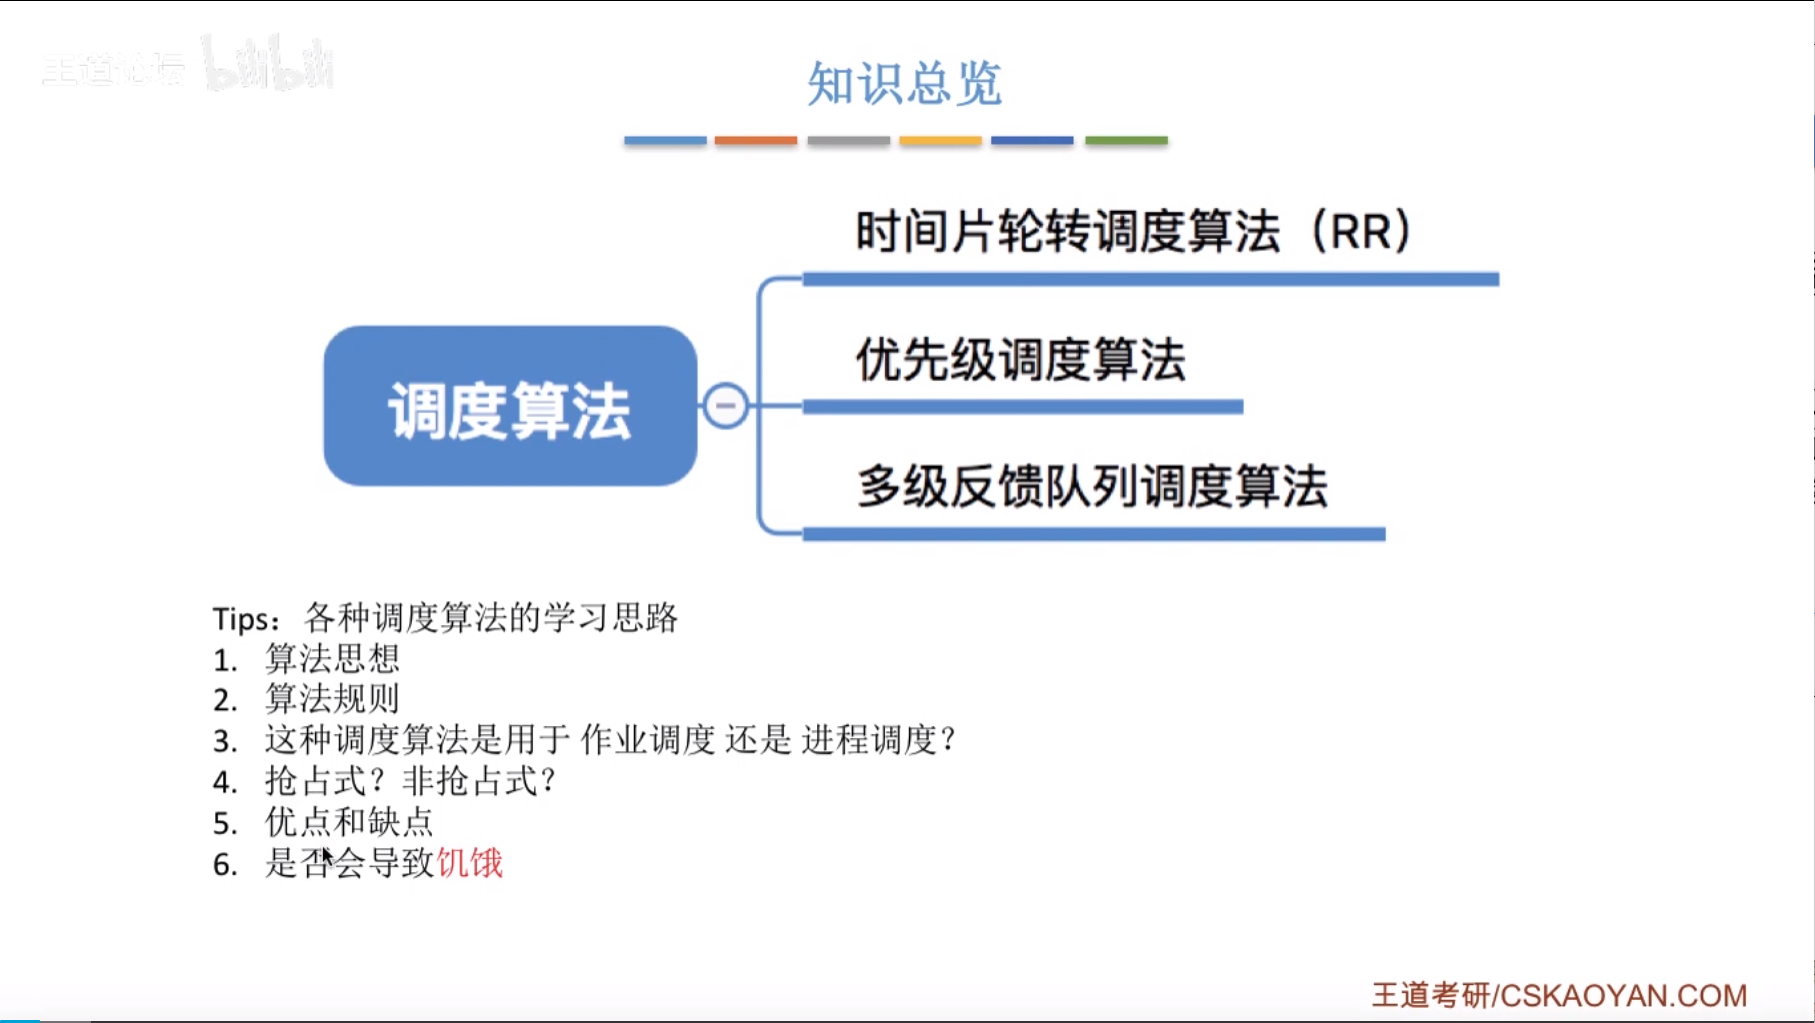 王道论坛 bilibili
知识总览
时间片轮转调度算法（RR）
优先级调度算法
调度算法
多级反馈队列调度算法
Tips：各种调度算法的学习思路
1. 算法思想
2. 算法规则
3. 这种调度算法是用于 作业调度 还是 进程调度？
4. 抢占式？非抢占式？
5. 优点和缺点
6. 是否会导致饥饿
王道考研/CSKAOYAN.COM